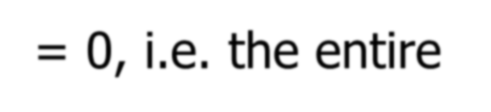 = 0, i.e. the entire